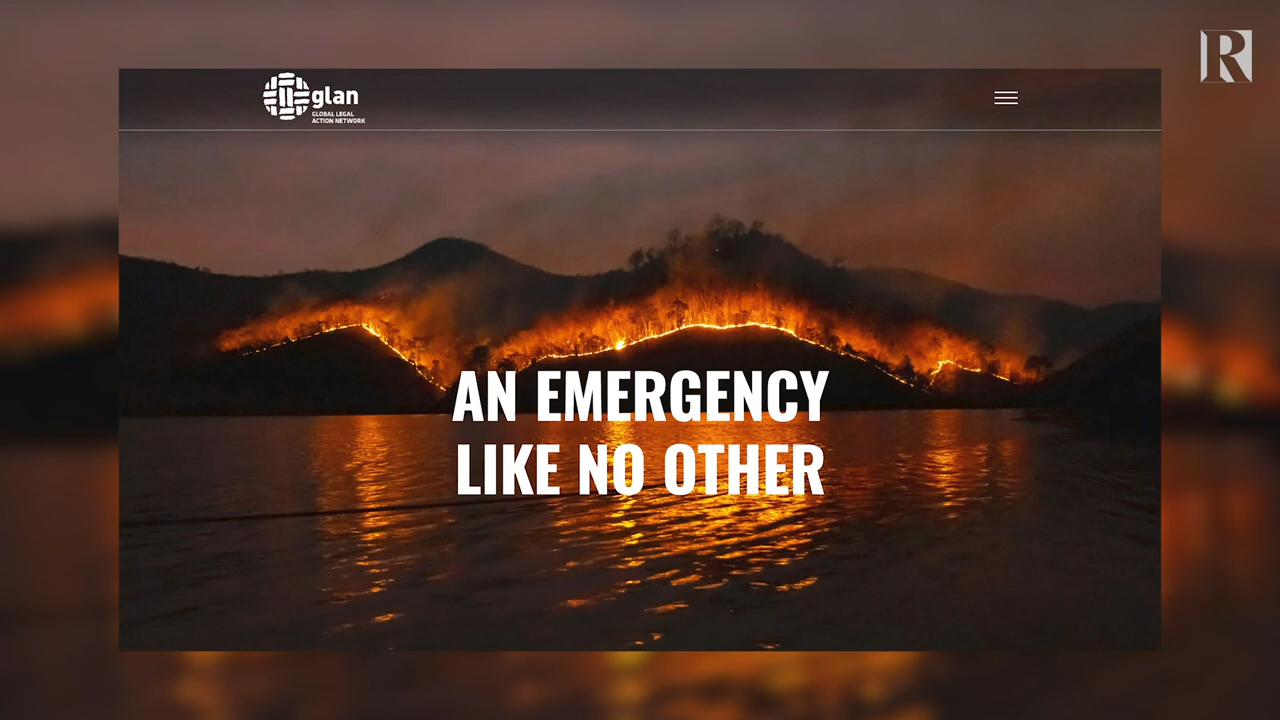 R
glan
GLOBAL LEGAL
ACTION NETWORK
AN EMERGENCY
LIKE NO OTHER